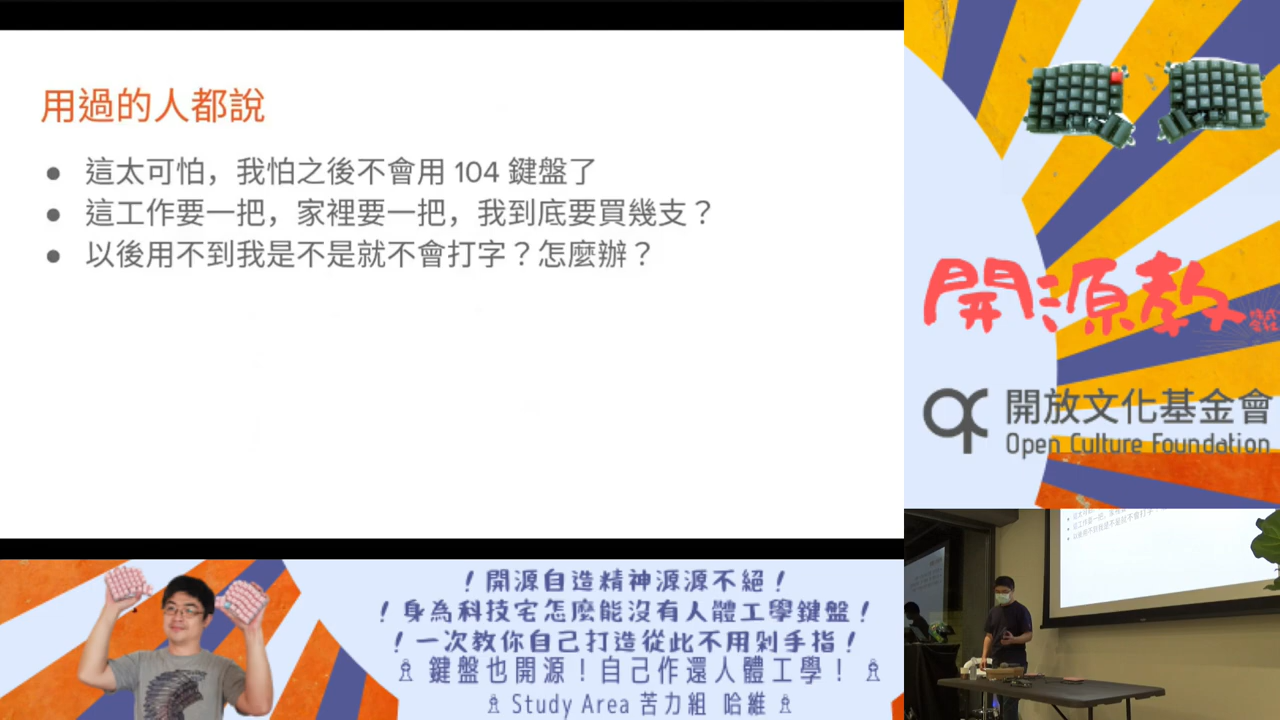 用過的人都說
● 這太可怕，我怕之後不會用 104 鍵盤了
● 這工作要一把，家裡要一把，我到底要買幾支？
● 以後用不到我是不是就不會打字？怎麼辦？
開源教
株式会社
開放文化基金會
Open Culture Foundation
！開源自造精神源源不絕！
！身為科技宅怎麼能沒有人體工學鍵盤！
！一次教你自己打造從此不用剁手指！
鍵盤也開源！自己作還人體工學！
Study Area 苦力組 哈維